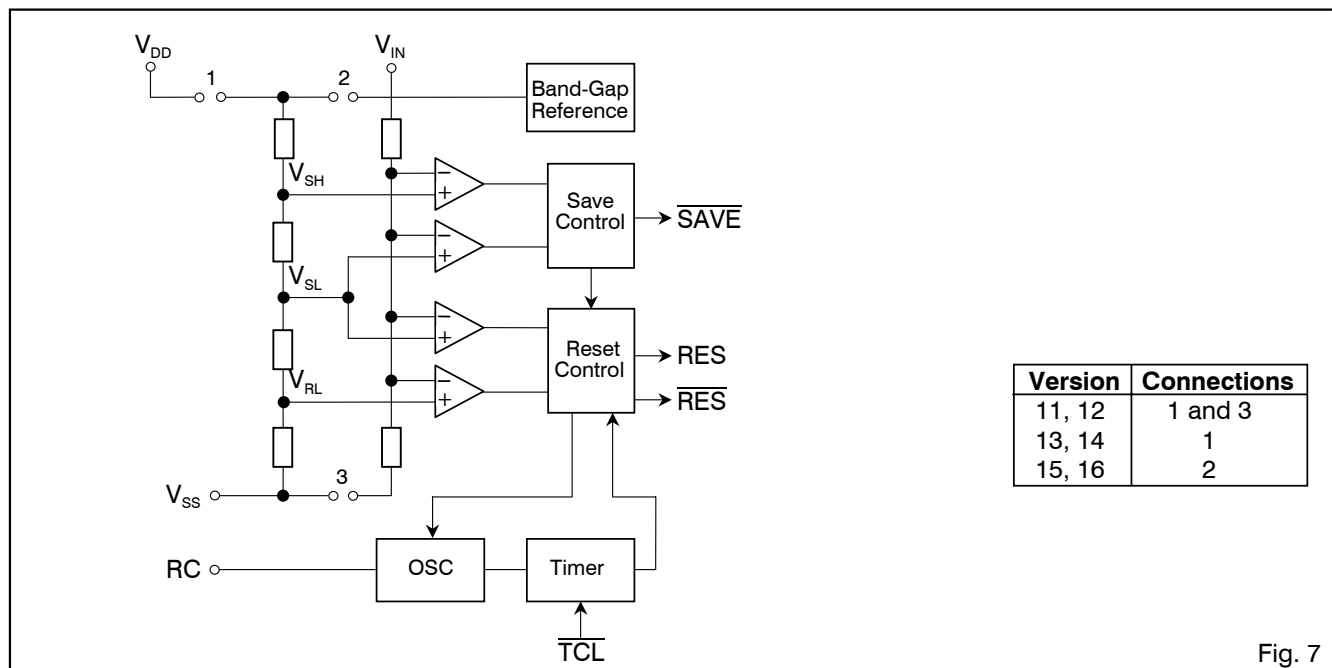 V_DD
V_IN
1
2
Band-Gap
Reference
V_SH
−
+
Save
Control
SAVE
−
+
V_SL
−
+
Reset
Control
RES
RES
V_RL
−
+
3
V_SS
RC
OSC
Timer
TCL
Version Connections
11, 12 1 and 3
13, 14 1
15, 16 2
Fig. 7